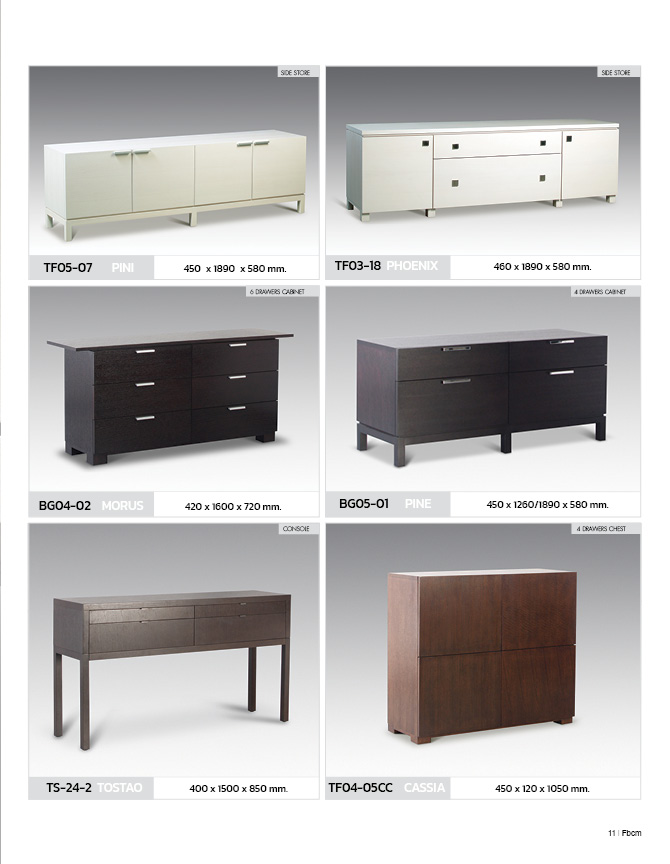 SIDE STORE
TF05-07 PINI 450 x 1890 x 580 mm.
SIDE STORE
TF03-18 PHOENIX 460 x 1890 x 580 mm.
6 DRAWERS CABINET
BG04-02 MORUS 420 x 1600 x 720 mm.
4 DRAWERS CABINET
BG05-01 PINE 450 x 1260/1890 x 580 mm.
CONSOLE
TS-24-2 TOSTAO 400 x 1500 x 850 mm.
4 DRAWERS CHEST
TF04-05CC CASSIA 450 x 120 x 1050 mm.
11 | Fbcm